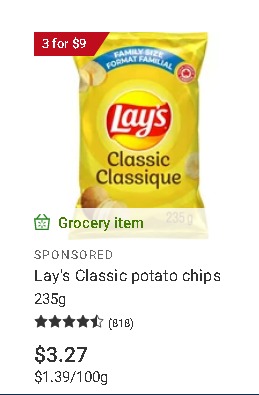 3 for $9
FAMILY SIZE
FORMAT FAMILIAL
Lay's
Classic
Classique
235 g
Grocery item
SPONSORED
Lay's Classic potato chips
235g
(818)
$3.27
$1.39/100g